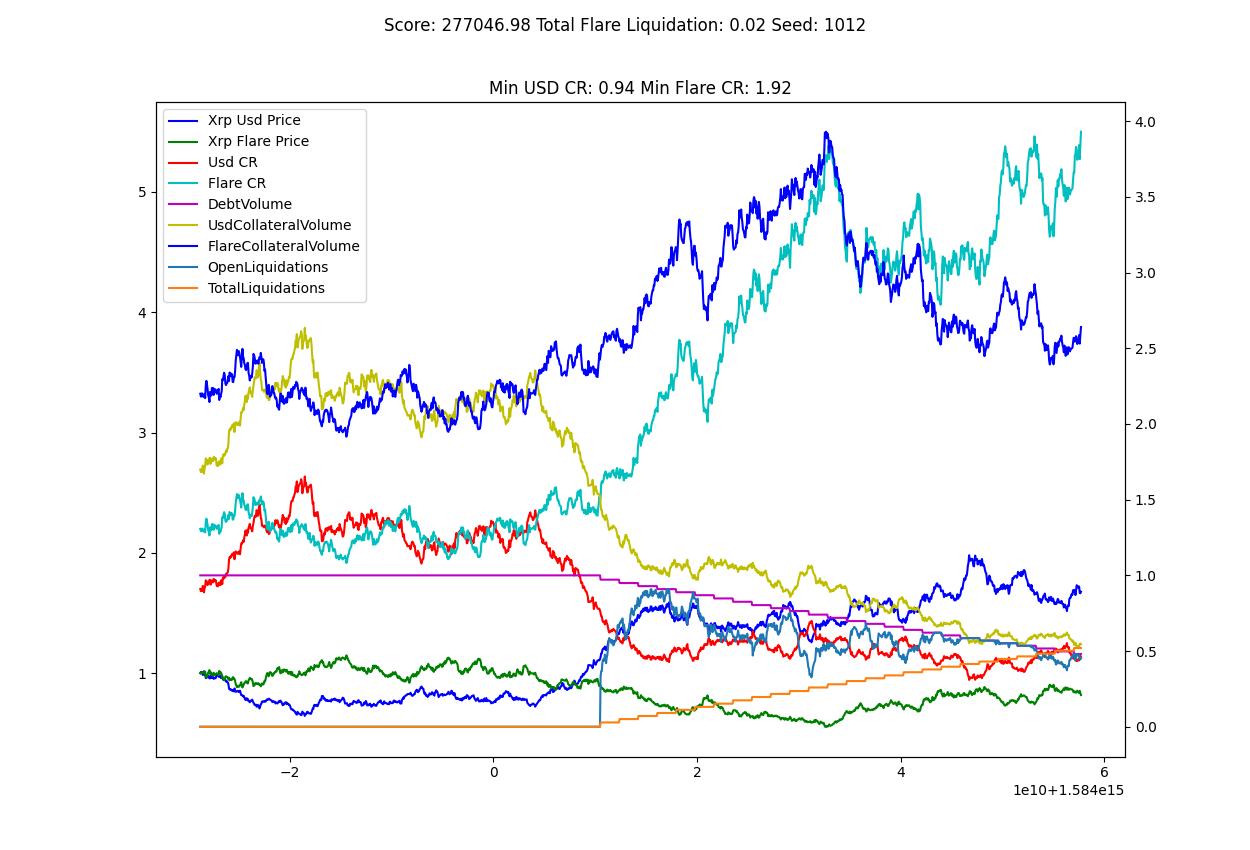 Score: 277046.98 Total Flare Liquidation: 0.02 Seed: 1012
Min USD CR: 0.94 Min Flare CR: 1.92
Xrp Usd Price
Xrp Flare Price
Usd CR
Flare CR
DebtVolume
UsdCollateralVolume
FlareCollateralVolume
OpenLiquidations
TotalLiquidations
5
4
3
2
1
4.0
3.5
3.0
2.5
2.0
1.5
1.0
0.5
0.0
−2
0
2
4
6
1e10+1.584e15